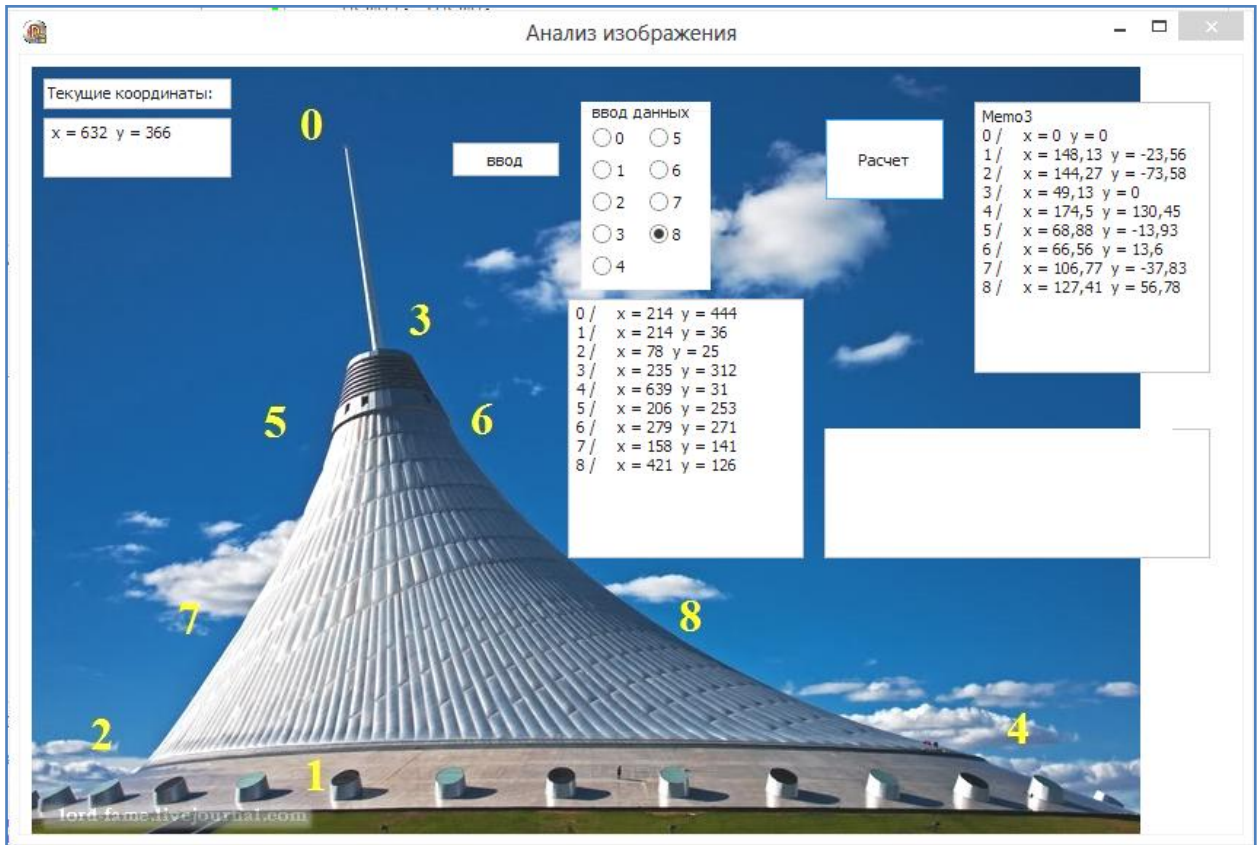 Анализ изображения
Текущие координаты:
x = 632 y = 366
0
ввод
ввод данных
0 5
1 6
2 7
3 8
4
Расчет
Memo3
0 / x = 0 y = 0
1 / x = 148,13 y = -23,56
2 / x = 144,27 y = -73,58
3 / x = 49,13 y = 0
4 / x = 174,5 y = 130,45
5 / x = 68,88 y = -13,93
6 / x = 66,56 y = 13,6
7 / x = 106,77 y = -37,83
8 / x = 127,41 y = 56,78
0 / x = 214 y = 444
1 / x = 214 y = 36
2 / x = 78 y = 25
3 / x = 235 y = 312
4 / x = 639 y = 31
5 / x = 206 y = 253
6 / x = 279 y = 271
7 / x = 158 y = 141
8 / x = 421 y = 126
3
5
6
7
8
2
4
1
lord-fame.livejournal.com